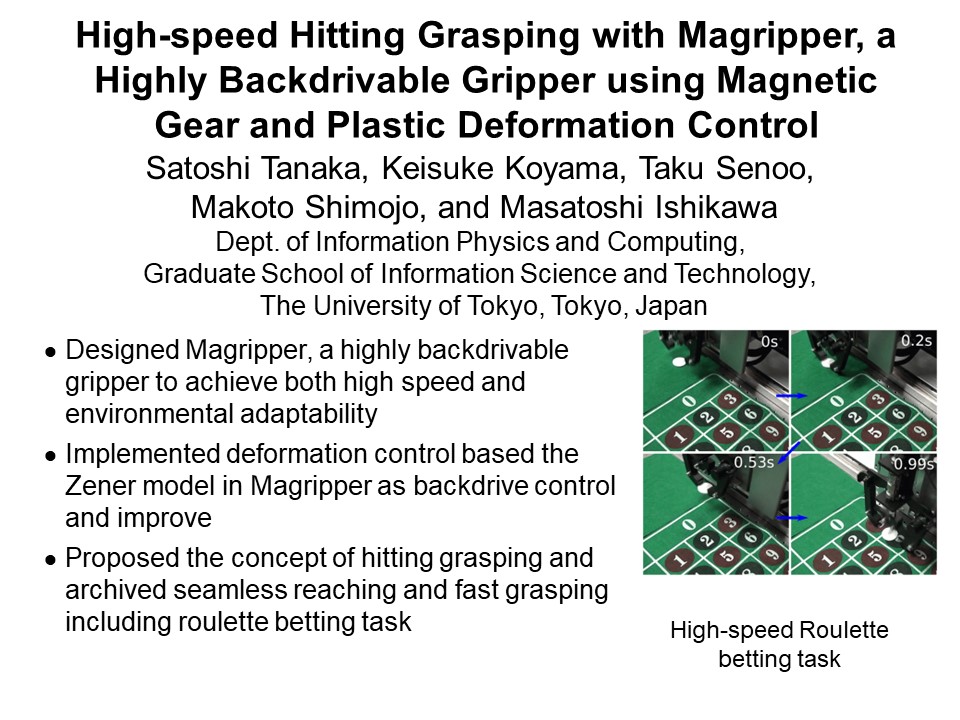 High-speed Hitting Grasping with Magripper, a
Highly Backdrivable Gripper using Magnetic
Gear and Plastic Deformation Control
Satoshi Tanaka, Keisuke Koyama, Taku Senoo,
Makoto Shimojo, and Masatoshi Ishikawa
Dept. of Information Physics and Computing,
Graduate School of Information Science and Technology,
The University of Tokyo, Tokyo, Japan
● Designed Magripper, a highly backdrivable
gripper to achieve both high speed and
environmental adaptability
● Implemented deformation control based the
Zener model in Magripper as backdrive control
and improve
● Proposed the concept of hitting grasping and
archived seamless reaching and fast grasping
including roulette betting task
0s
0 3 2 6 1 5 9
0.2s
0 3 2 6 1 5 9
0.53s
0 3 2 6 1 5 9
0.99s
0 2 1 5
High-speed Roulette
betting task